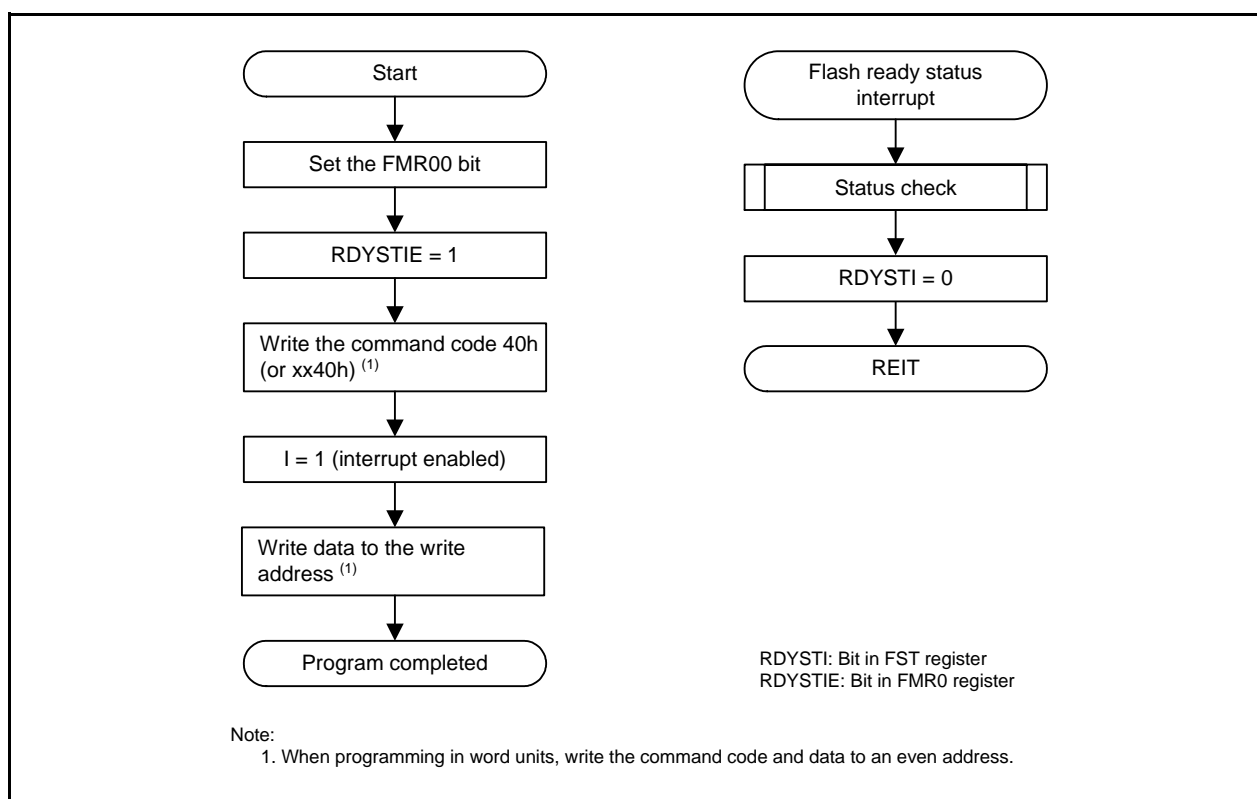 Start
Set the FMR00 bit
RDYSTIE = 1
Write the command code 40h
(or xx40h) (1)
I = 1 (interrupt enabled)
Write data to the write
address (1)
Program completed
Flash ready status
interrupt
Status check
RDYSTI = 0
REIT
RDYSTI: Bit in FST register
RDYSTIE: Bit in FMR0 register
Note:
1. When programming in word units, write the command code and data to an even address.